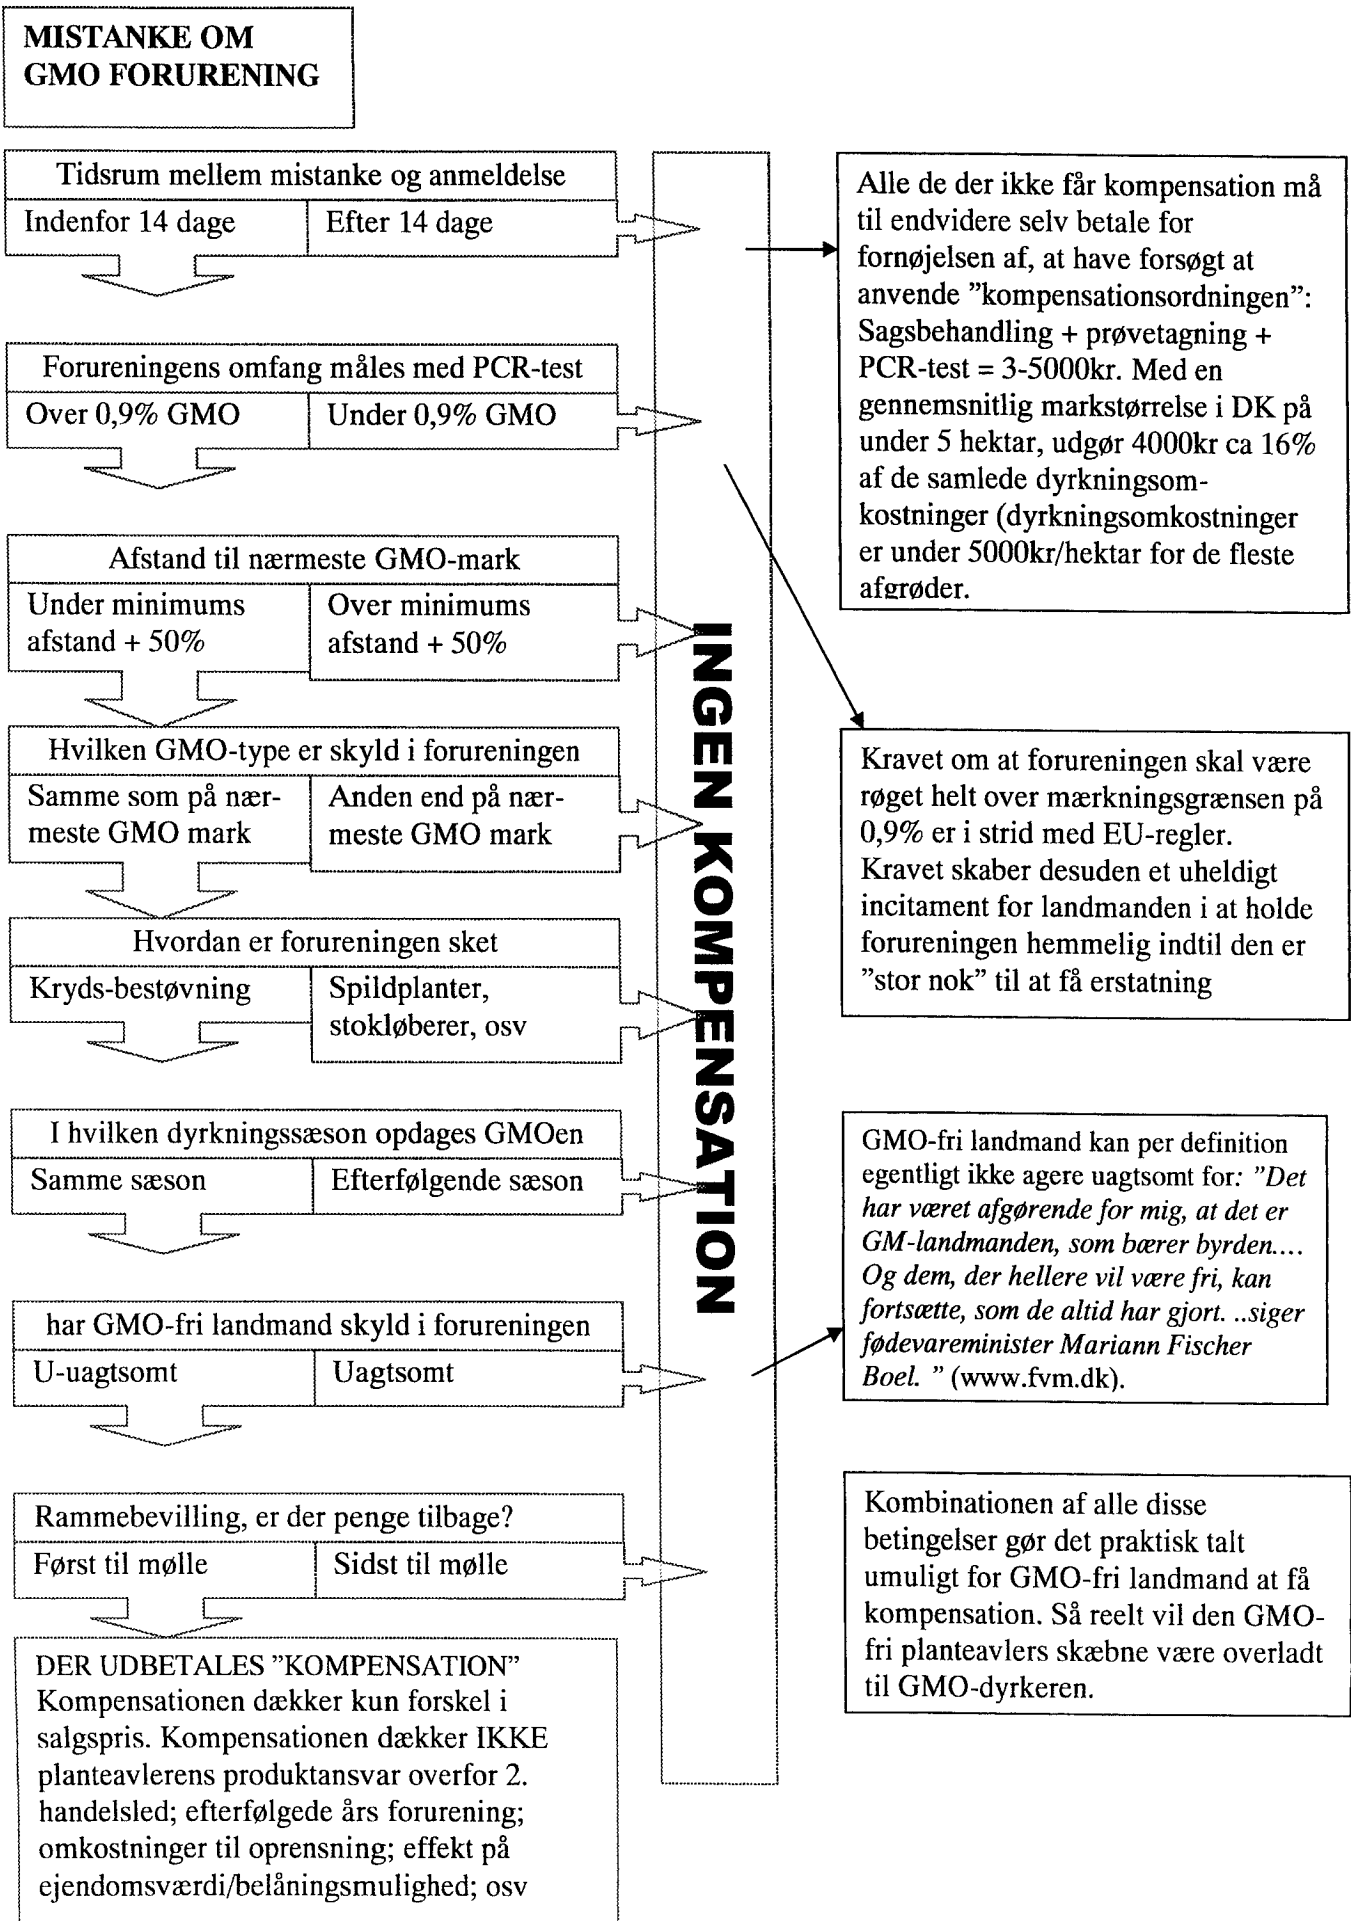 MISTANKE OM
GMO FORURENING
Tidsrum mellem mistanke og anmeldelse
Indenfor 14 dage
Efter 14 dage
Forureningens omfang måles med PCR-test
Over 0,9% GMO
Under 0,9% GMO
Afstand til nærmeste GMO-mark
Under minimums
afstand + 50%
Over minimums
afstand + 50%
Hvilken GMO-type er skyld i forureningen
Samme som på nær-
meste GMO mark
Anden end på nær-
meste GMO mark
Hvordan er forureningen sket
Kryds-bestøvning
Spildplanter,
stokløberer, osv
I hvilken dyrkningssæson opdages GMOen
Samme sæson
Efterfølgende sæson
har GMO-fri landmand skyld i forureningen
U-uagtsomt
Uagtsomt
Rammebevilling, er der penge tilbage?
Først til mølle
Sidst til mølle
DER UDBETALES ”KOMPENSATION”
Kompensationen dækker kun forskel i
salgspris. Kompensationen dækker IKKE
planteavlerens produktansvar overfor 2.
handelsled; efterfølgede års forurening;
omkostninger til oprensning; effekt på
ejendomsværdi/belåningsmulighed; osv
INGEN KOMPENSATION
Alle de der ikke får kompensation må
til endvidere selv betale for
fornøjelsen af, at have forsøgt at
anvende ”kompensationsordningen”:
Sagsbehandling + prøvetagning +
PCR-test = 3-5000kr. Med en
gennemsnitlig markstørrelse i DK på
under 5 hektar, udgør 4000kr ca 16%
af de samlede dyrkningsom-
kostninger (dyrkningsomkostninger
er under 5000kr/hektar for de fleste
afgrøder.
Kravet om at forureningen skal være
røget helt over mærkningsgrænsen på
0,9% er i strid med EU-regler.
Kravet skaber desuden et uheldigt
incitament for landmanden i at holde
forureningen hemmelig indtil den er
”stor nok” til at få erstatning
GMO-fri landmand kan per definition
egentligt ikke agere uagtsomt for: ”Det
har været afgørende for mig, at det er
GM-landmanden, som bærer byrden....
Og dem, der hellere vil være fri, kan
fortsætte, som de altid har gjort. ..siger
fødevareminister Mariann Fischer
Boel. ” (www.fvm.dk).
Kombinationen af alle disse
betingelser gør det praktisk talt
umuligt for GMO-fri landmand at få
kompensation. Så reelt vil den GMO-
fri planteavlers skæbne være overladt
til GMO-dyrkeren.